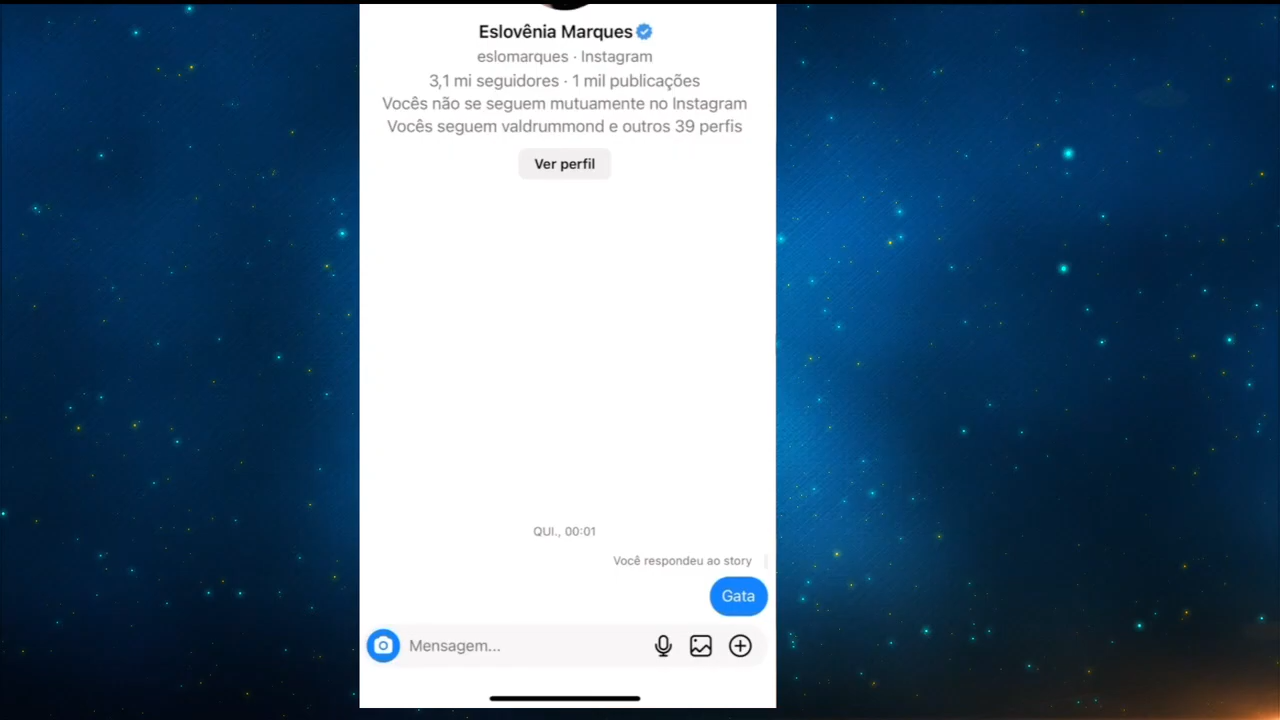 Eslovênia Marques
eslomarques · Instagram
3,1 mi seguidores · 1 mil publicações
Vocês não se seguem mutuamente no Instagram
Vocês seguem valdrummond e outros 39 perfis
Ver perfil
QUI., 00:01
Você respondeu ao story
Gata
Mensagem...